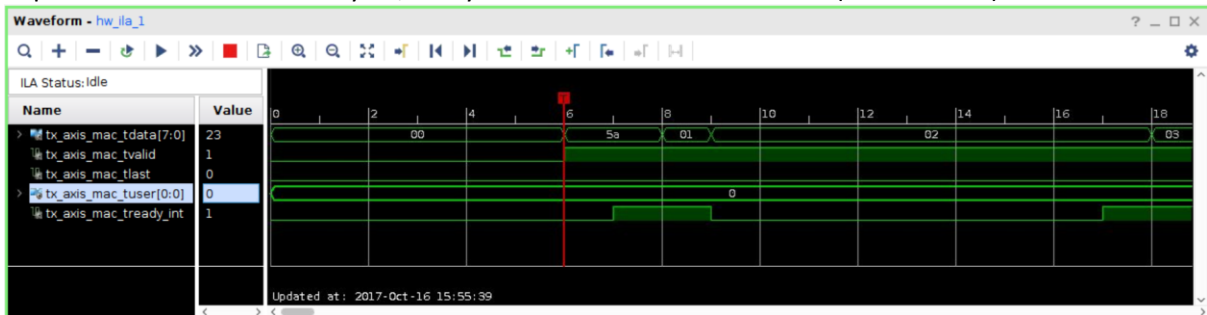 Waveform - hw_ila_1
ILA Status: Idle
Name Value
0 2 4 6 8 10 12 14 16 18
T
tx_axis_mac_tdata[7:0] 23 00 5a 01 02 03
tx_axis_mac_tvalid 1
tx_axis_mac_tlast 0
tx_axis_mac_tuser[0:0] 0 0
tx_axis_mac_tready_int 1
Updated at: 2017-Oct-16 15:55:39